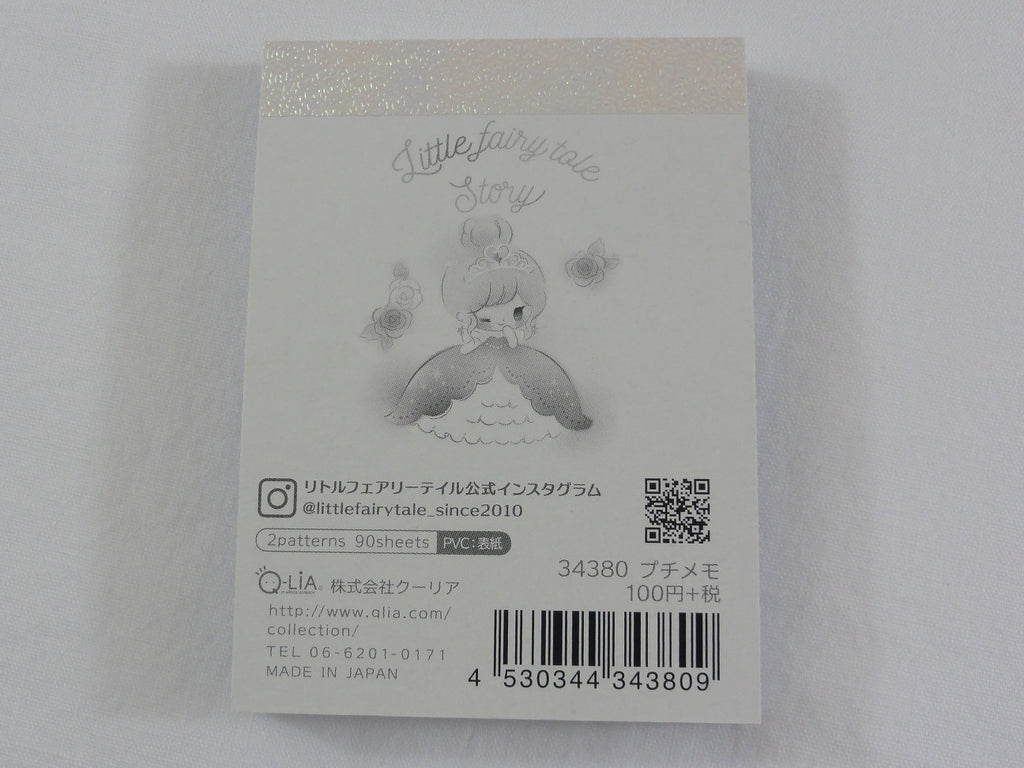 Little fairy tale
Story
リトルフェアリーテイル公式インスタグラム
@littlefairytale_since2010
2patterns 90sheets PVC:表紙
34380 プチメモ
100円+税
Q-LiA 株式会社クーリア
http://www.qlia.com/
collection/
TEL 06-6201-0171
MADE IN JAPAN
4 530344 343809